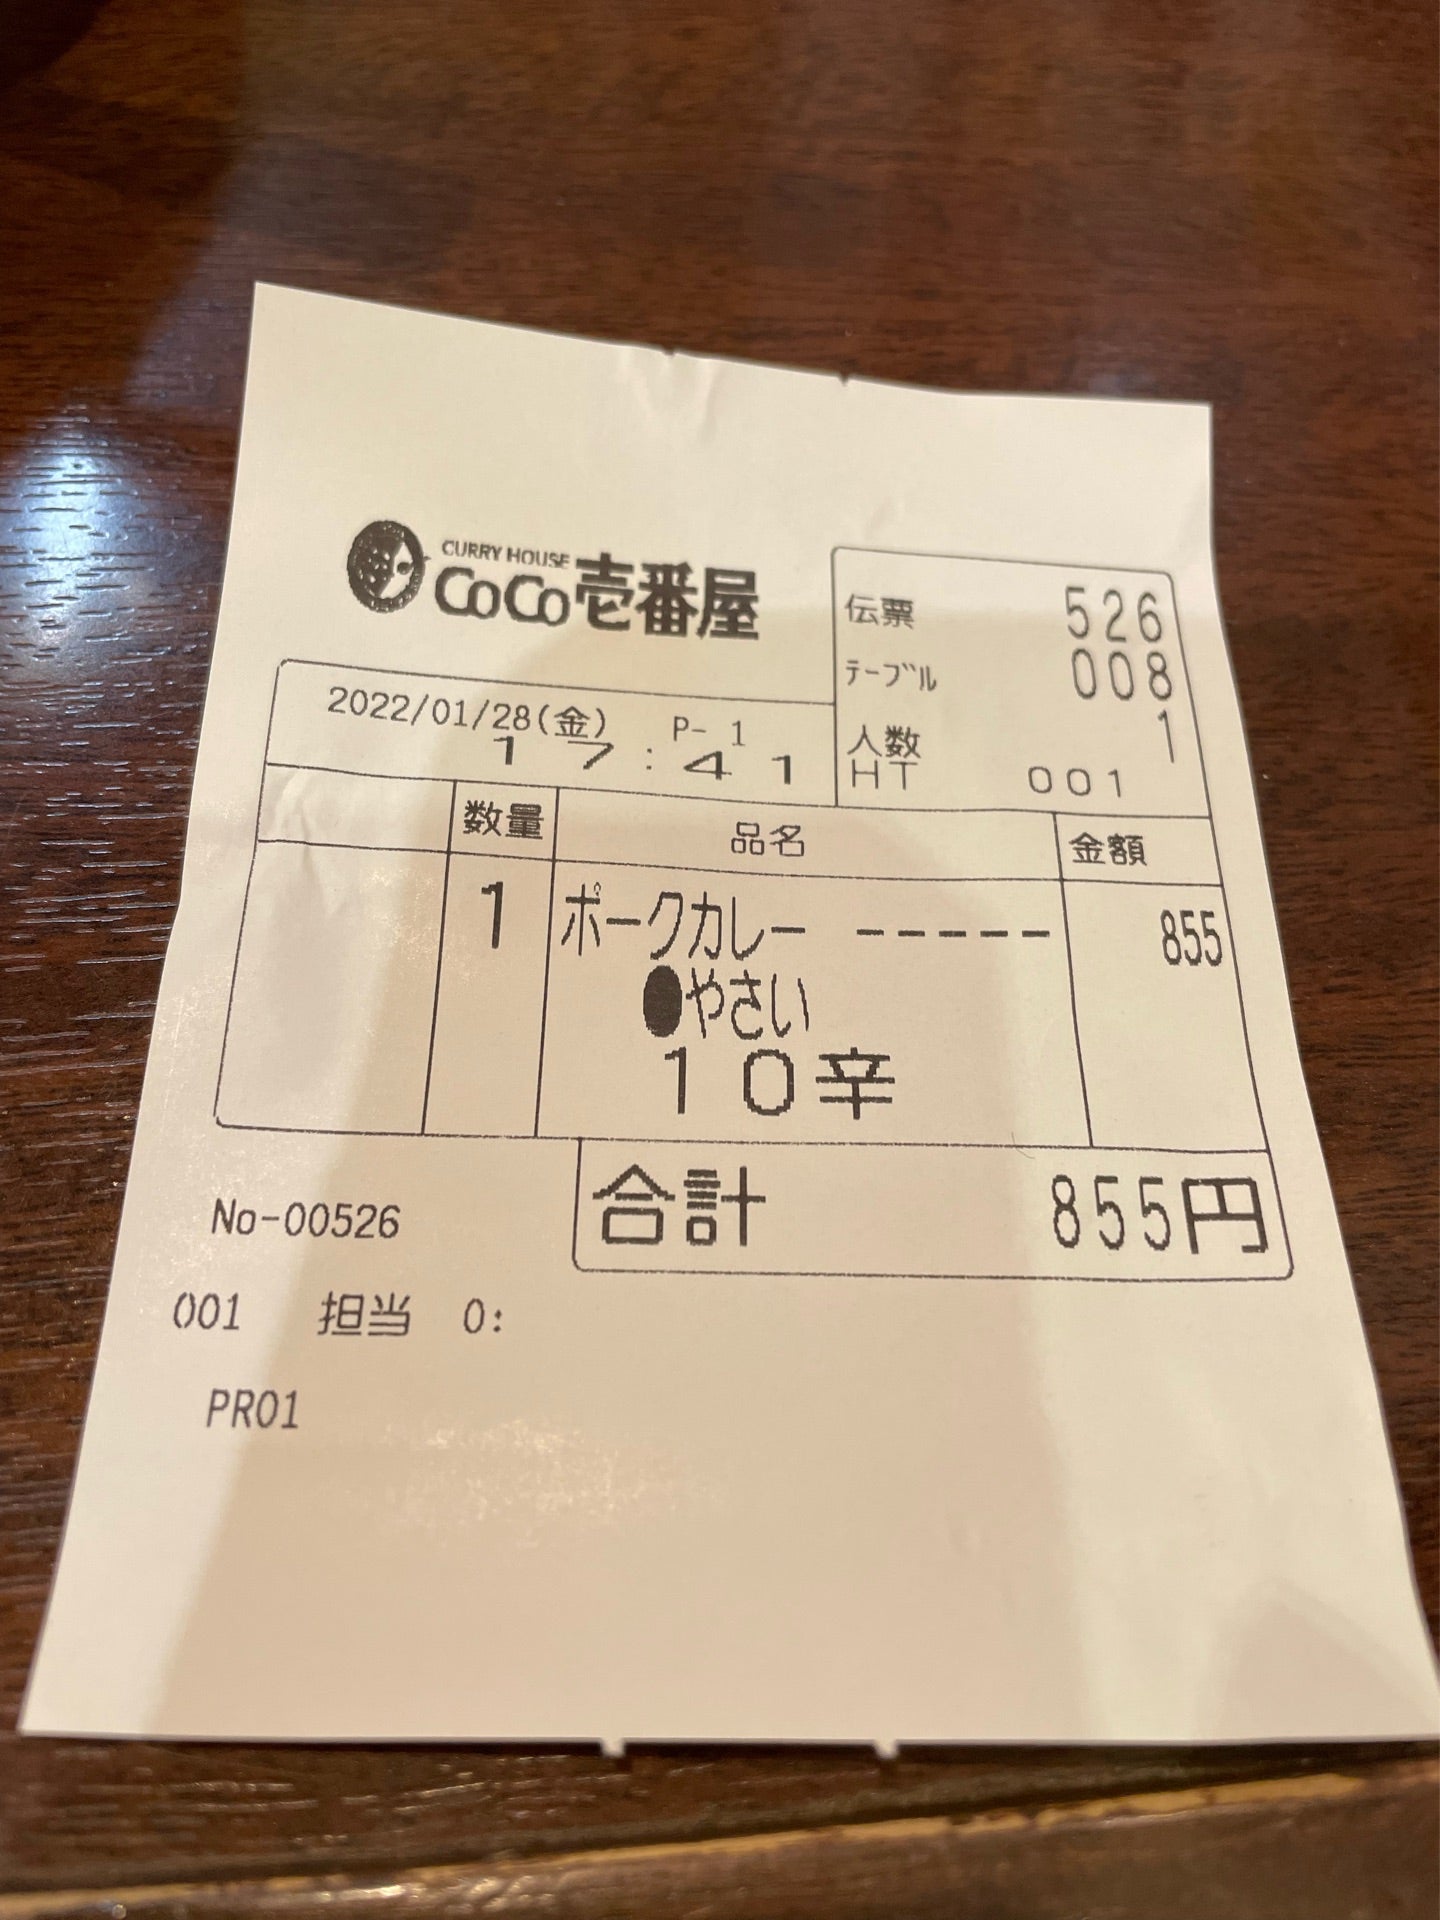 CURRY HOUSE
CoCo壱番屋
伝票 526
テーブル 008
人数 1
HT 001
2022/01/28(金) P- 1
17:41
数量 品名 金額
1 ポークカレー ----- 855
●やさい
10辛
合計 855円
No-00526
001 担当 0:
PR01